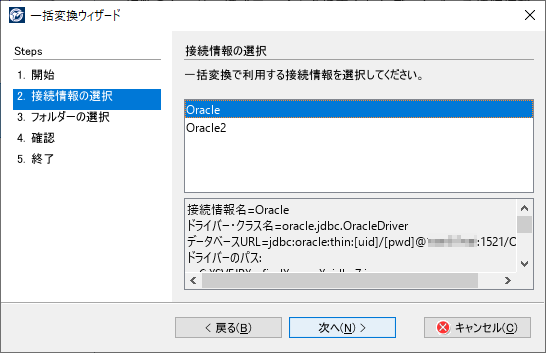 一括変換ウィザード
Steps
1. 開始
2. 接続情報の選択
3. フォルダーの選択
4. 確認
5. 終了
接続情報の選択
一括変換で利用する接続情報を選択してください。
Oracle
Oracle2
接続情報名=Oracle
ドライバー・クラス名=oracle.jdbc.OracleDriver
データベースURL=jdbc:oracle:thin:[uid]/[pwd]@ :1521/O
ドライバーのパス:
< 戻る(B)
次へ(N) >
キャンセル(C)